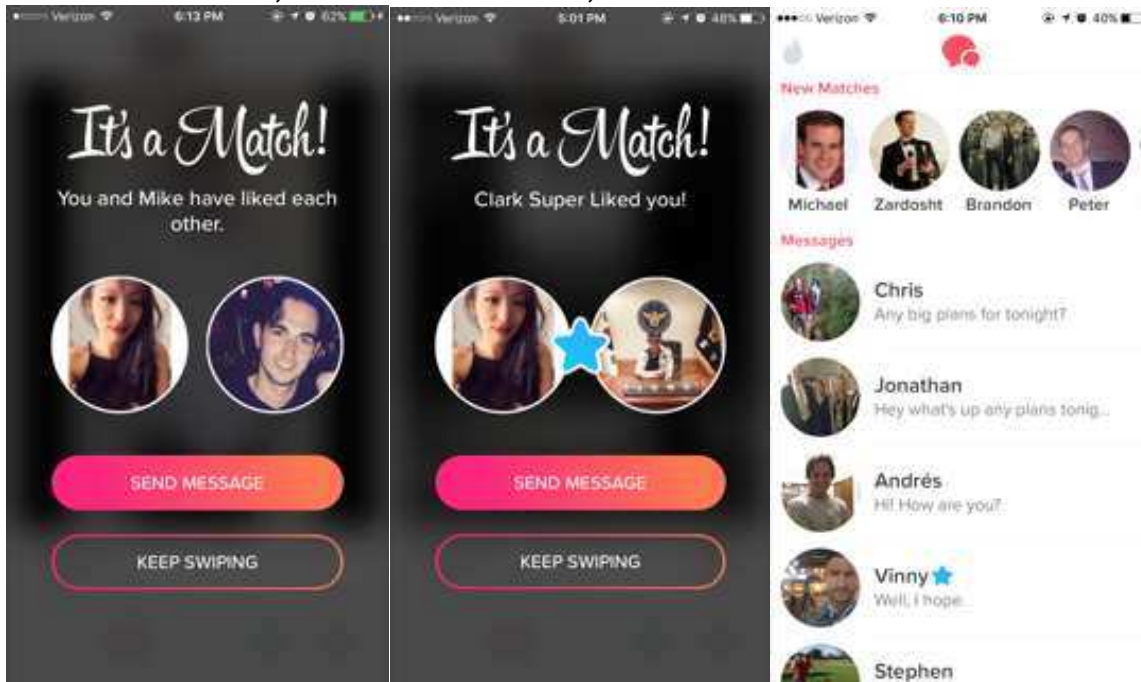 Verizon 6:13 PM 62%
It's a Match!
You and Mike have liked each
other.
SEND MESSAGE
KEEP SWIPING
Verizon 5:01 PM 48%
It's a Match!
Clark Super Liked you!
SEND MESSAGE
KEEP SWIPING
Verizon 6:10 PM 40%
New Matches
Michael Zardosht Brandon Peter
Messages
Chris
Any big plans for tonight?
Jonathan
Hey what's up any plans tonig...
Andrés
Hi! How are you?
Vinny
Well, I hope
Stephen